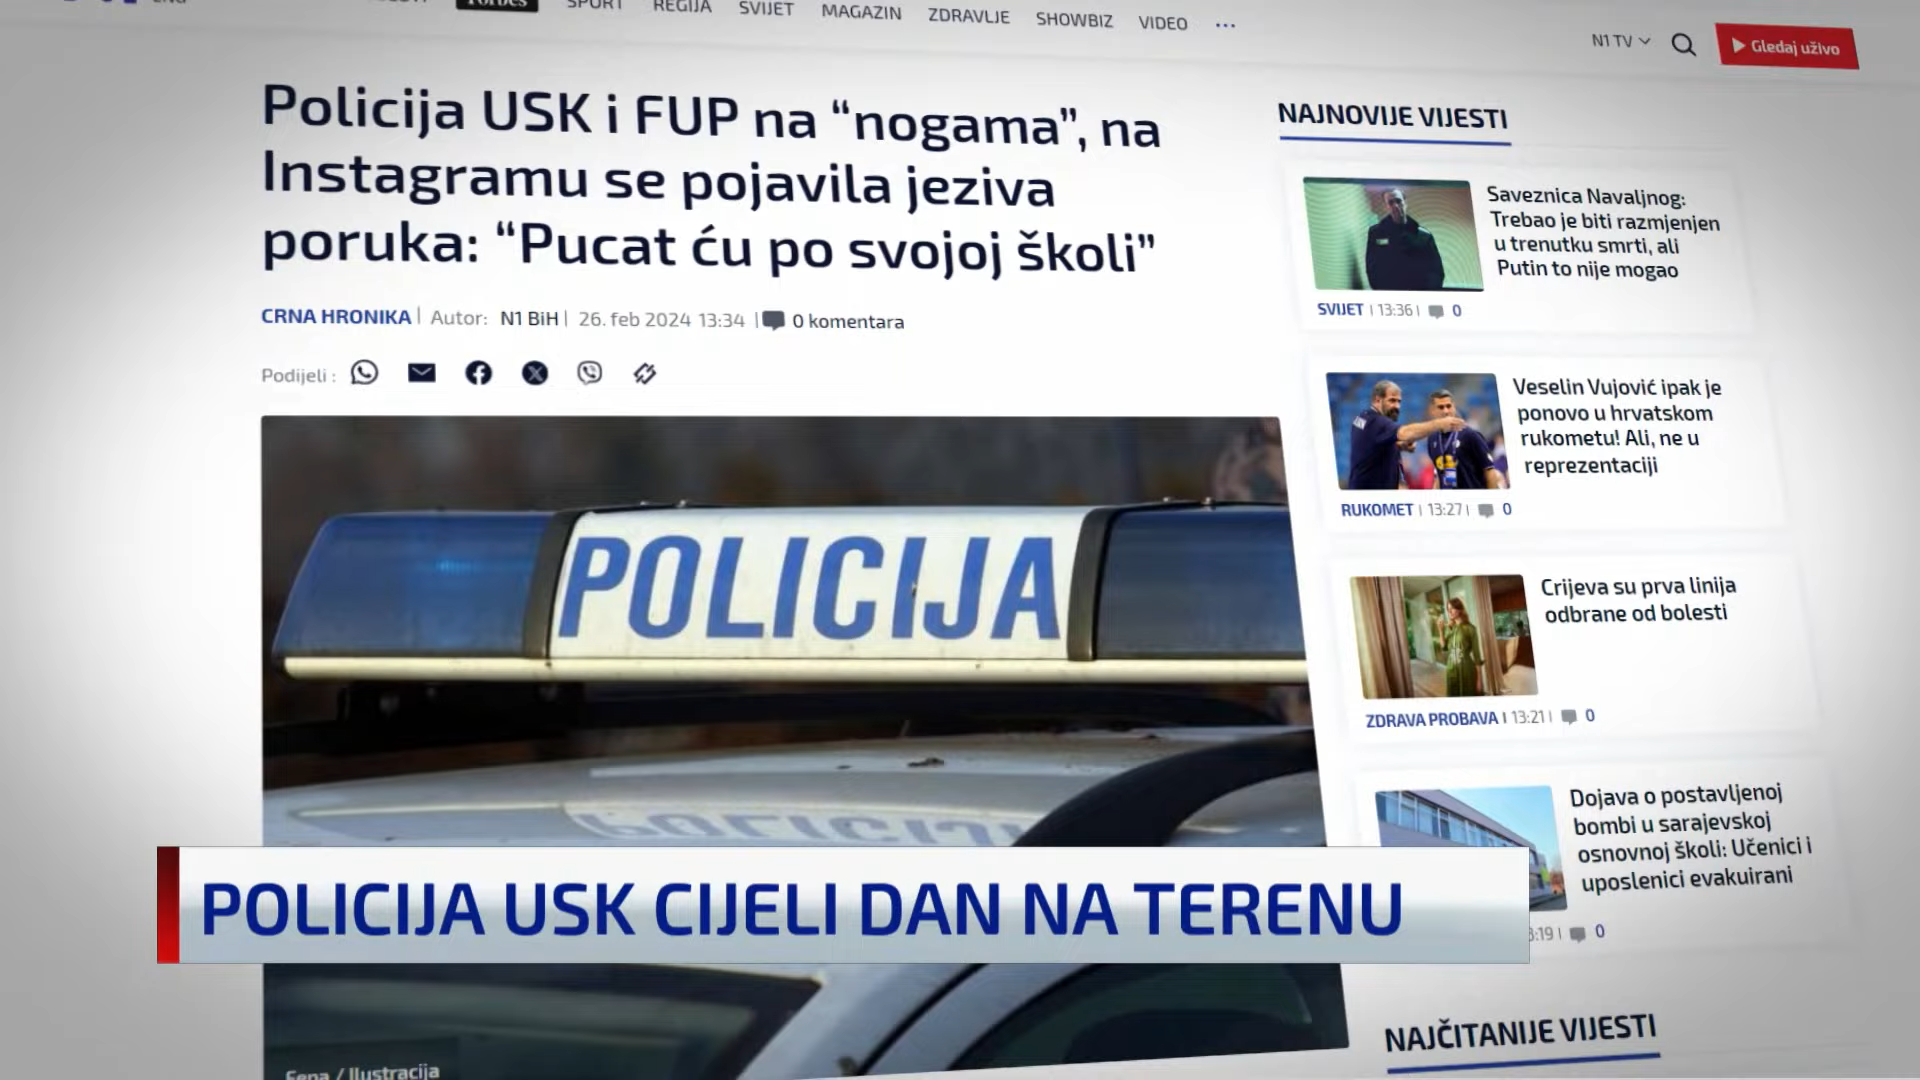 Forbes
SPORT
REGIJA
SVIJET
MAGAZIN
ZDRAVLJE
SHOWBIZ
VIDEO
N1 TV
Gledaj uživo
Policija USK i FUP na “nogama”, na
Instagramu se pojavila jeziva
poruka: “Pucat ću po svojoj školi”
CRNA HRONIKA | Autor: N1 BiH | 26. feb 2024 13:34 | 0 komentara
Podijeli :
POLICIJA
POLICIJA USK CIJELI DAN NA TERENU
Fena / Ilustracija
NAJNOVIJE VIJESTI
Saveznica Navaljnog:
Trebao je biti razmjenjen
u trenutku smrti, ali
Putin to nije mogao
SVIJET | 13:36 | 0
Veselin Vujović ipak je
ponovo u hrvatskom
rukometu! Ali, ne u
reprezentaciji
RUKOMET | 13:27 | 0
Crijeva su prva linija
odbrane od bolesti
ZDRAVA PROBAVA | 13:21 | 0
Dojava o postavljenoj
bombi u sarajevskoj
osnovnoj školi: Učenici i
uposlenici evakuirani
3:19 | 0
NAJČITANIJE VIJESTI